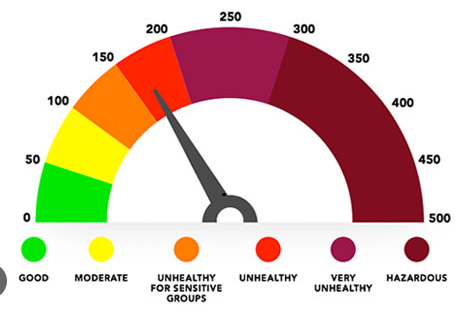 0
50
100
150
200
250
300
350
400
450
500
GOOD
MODERATE
UNHEALTHY
FOR SENSITIVE
GROUPS
UNHEALTHY
VERY
UNHEALTHY
HAZARDOUS